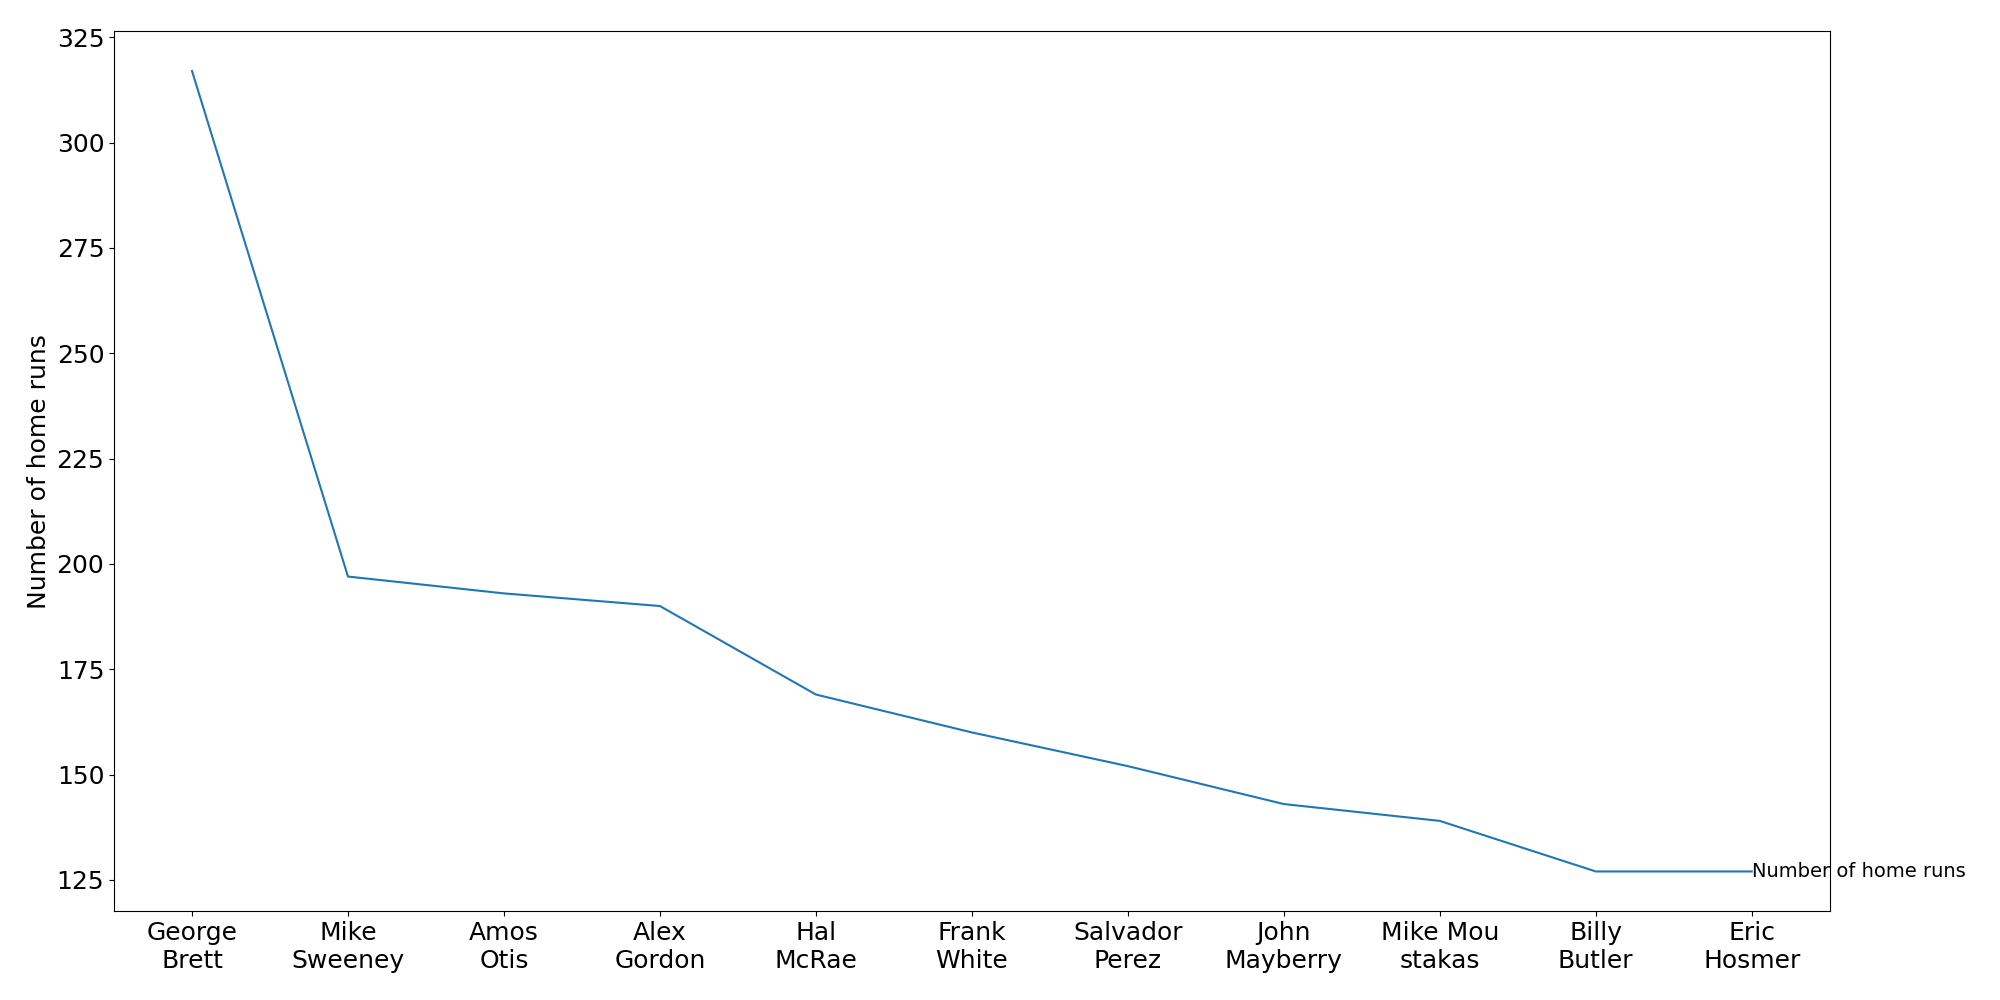 325
300
275
250
225
200
175
150
125
Number of home runs
Number of home runs
George Brett
Mike Sweeney
Amos Otis
Alex Gordon
Hal McRae
Frank White
Salvador Perez
John Mayberry
Mike Mou
stakas
Billy Butler
Eric Hosmer